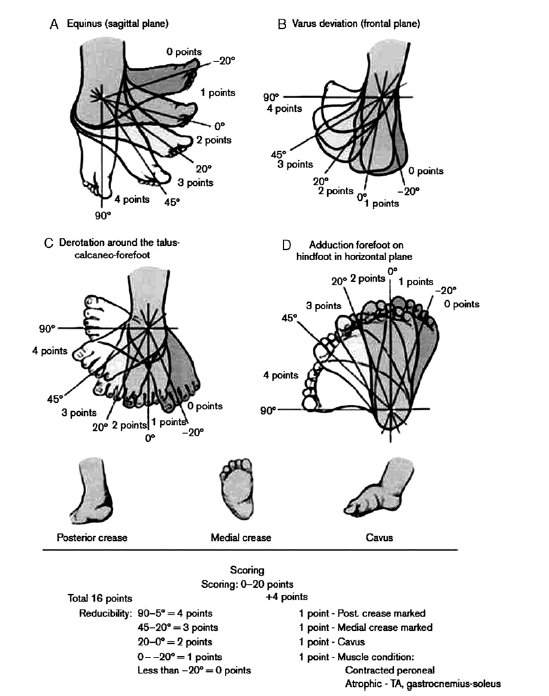 A Equinus (sagittal plane)
0 points
-20°
1 points
0°
2 points
20°
3 points
45°
4 points
90°
B Varus deviation (frontal plane)
90°
4 points
45°
3 points
20°
2 points
0°
1 points
-20°
0 points
C Derotation around the talus-
calcaneo-forefoot
90°
4 points
45°
3 points
20°
2 points
0°
1 points
-20°
0 points
D Adduction forefoot on
hindfoot in horizontal plane
0°
20° 2 points
1 points
-20°
0 points
3 points
45°
4 points
90°
Posterior crease
Medial crease
Cavus
Scoring
Scoring: 0-20 points
Total 16 points
+4 points
Reducibility: 90-5° = 4 points
45-20° = 3 points
20-0° = 2 points
0--20° = 1 points
Less than -20° = 0 points
1 point - Post. crease marked
1 point - Medial crease marked
1 point - Cavus
1 point - Muscle condition:
Contracted peroneal
Atrophic - TA, gastrocnemius-soleus